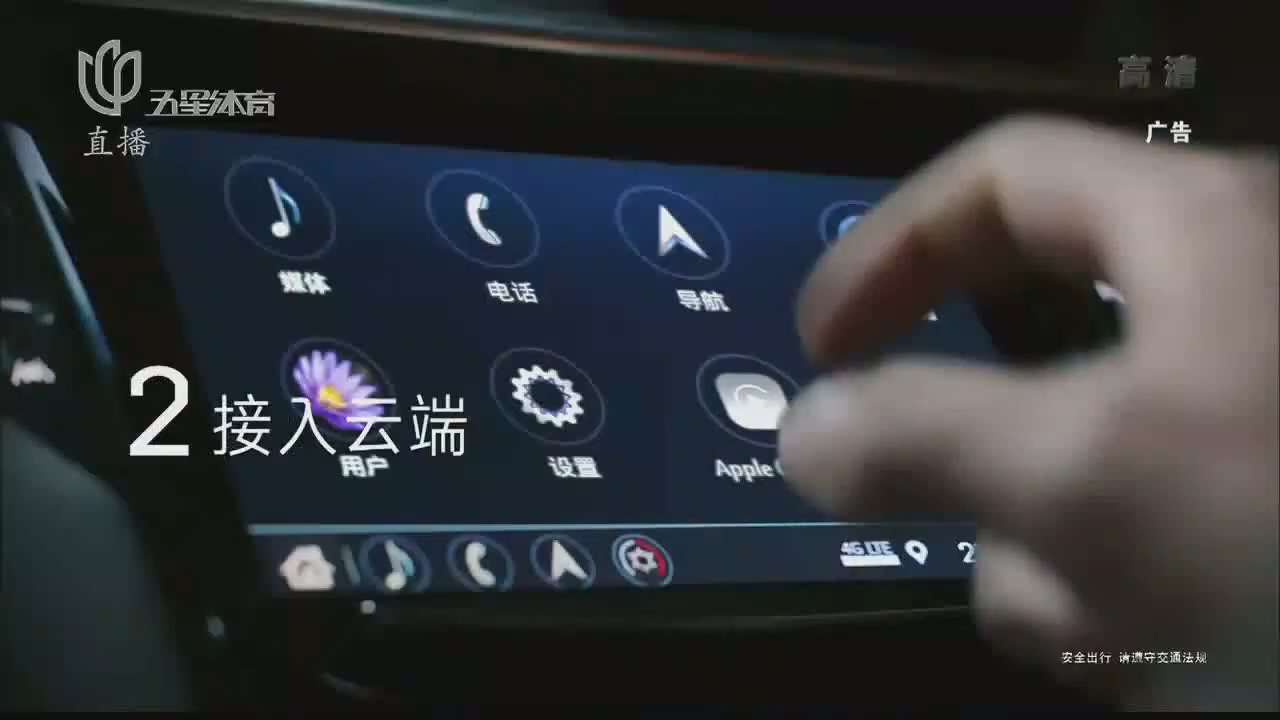 五星体育
直播
高清
广告
媒体
电话
导航
2 接入云端
用户
设置
Apple
4G LTE
2
安全出行 请遵守交通法规